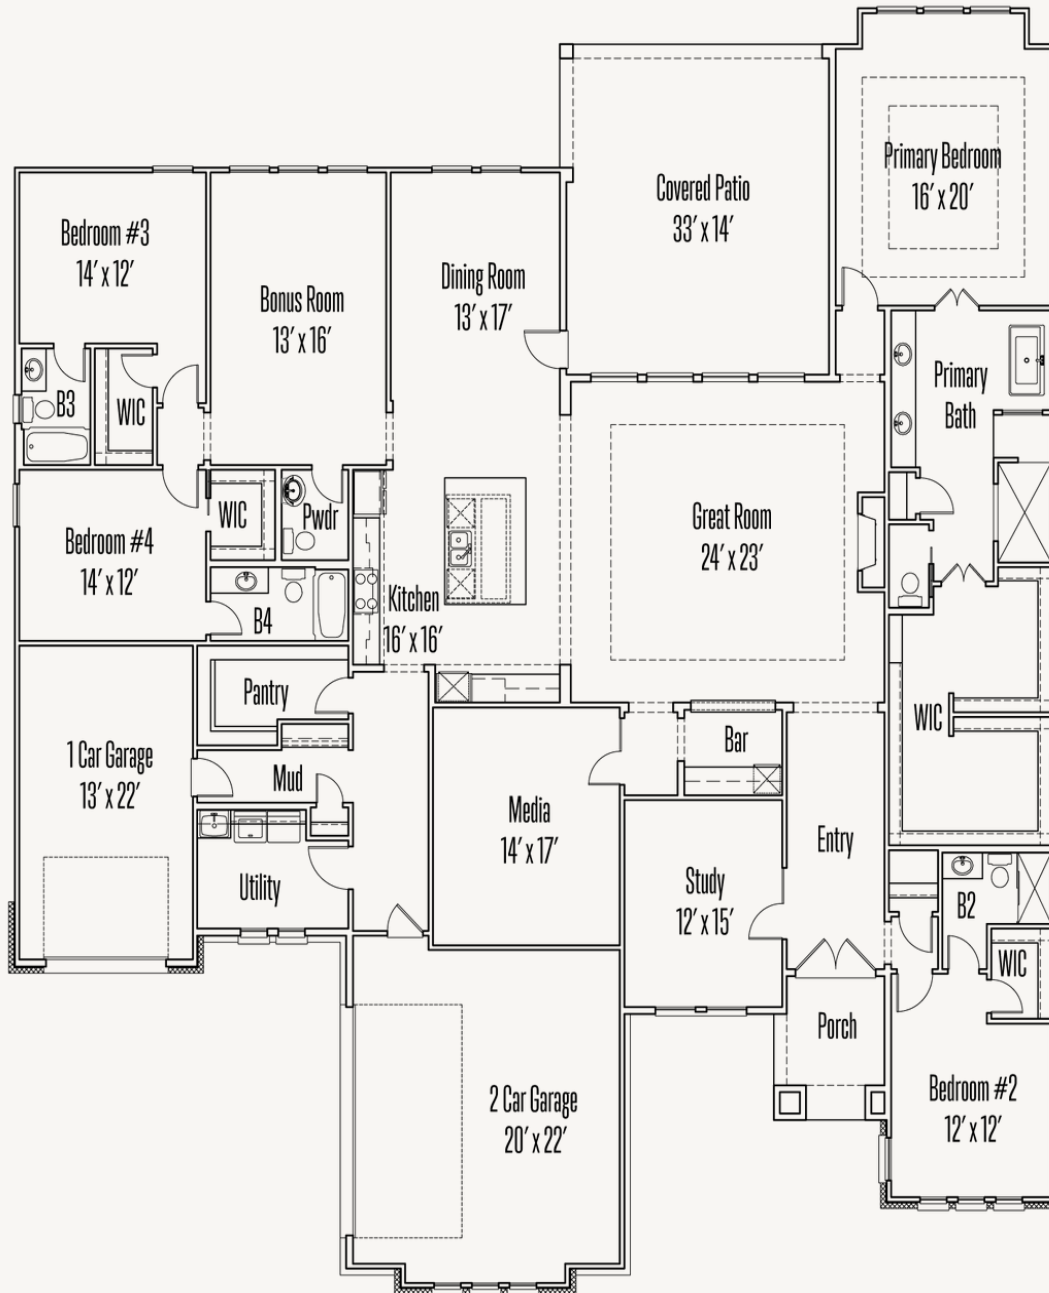 Primary Bedroom
16' x 20'
Covered Patio
33' x 14'
Bedroom #3
14' x 12'
Bonus Room
13' x 16'
Dining Room
13' x 17'
Primary
Bath
B3
WIC
WIC
Pwdr
Great Room
24' x 23'
Bedroom #4
14' x 12'
Kitchen
16' x 16'
B4
Pantry
WIC
Bar
1 Car Garage
13' x 22'
Mud
Media
14' x 17'
Entry
Utility
Study
12' x 15'
B2
WIC
Porch
2 Car Garage
20' x 22'
Bedroom #2
12' x 12'